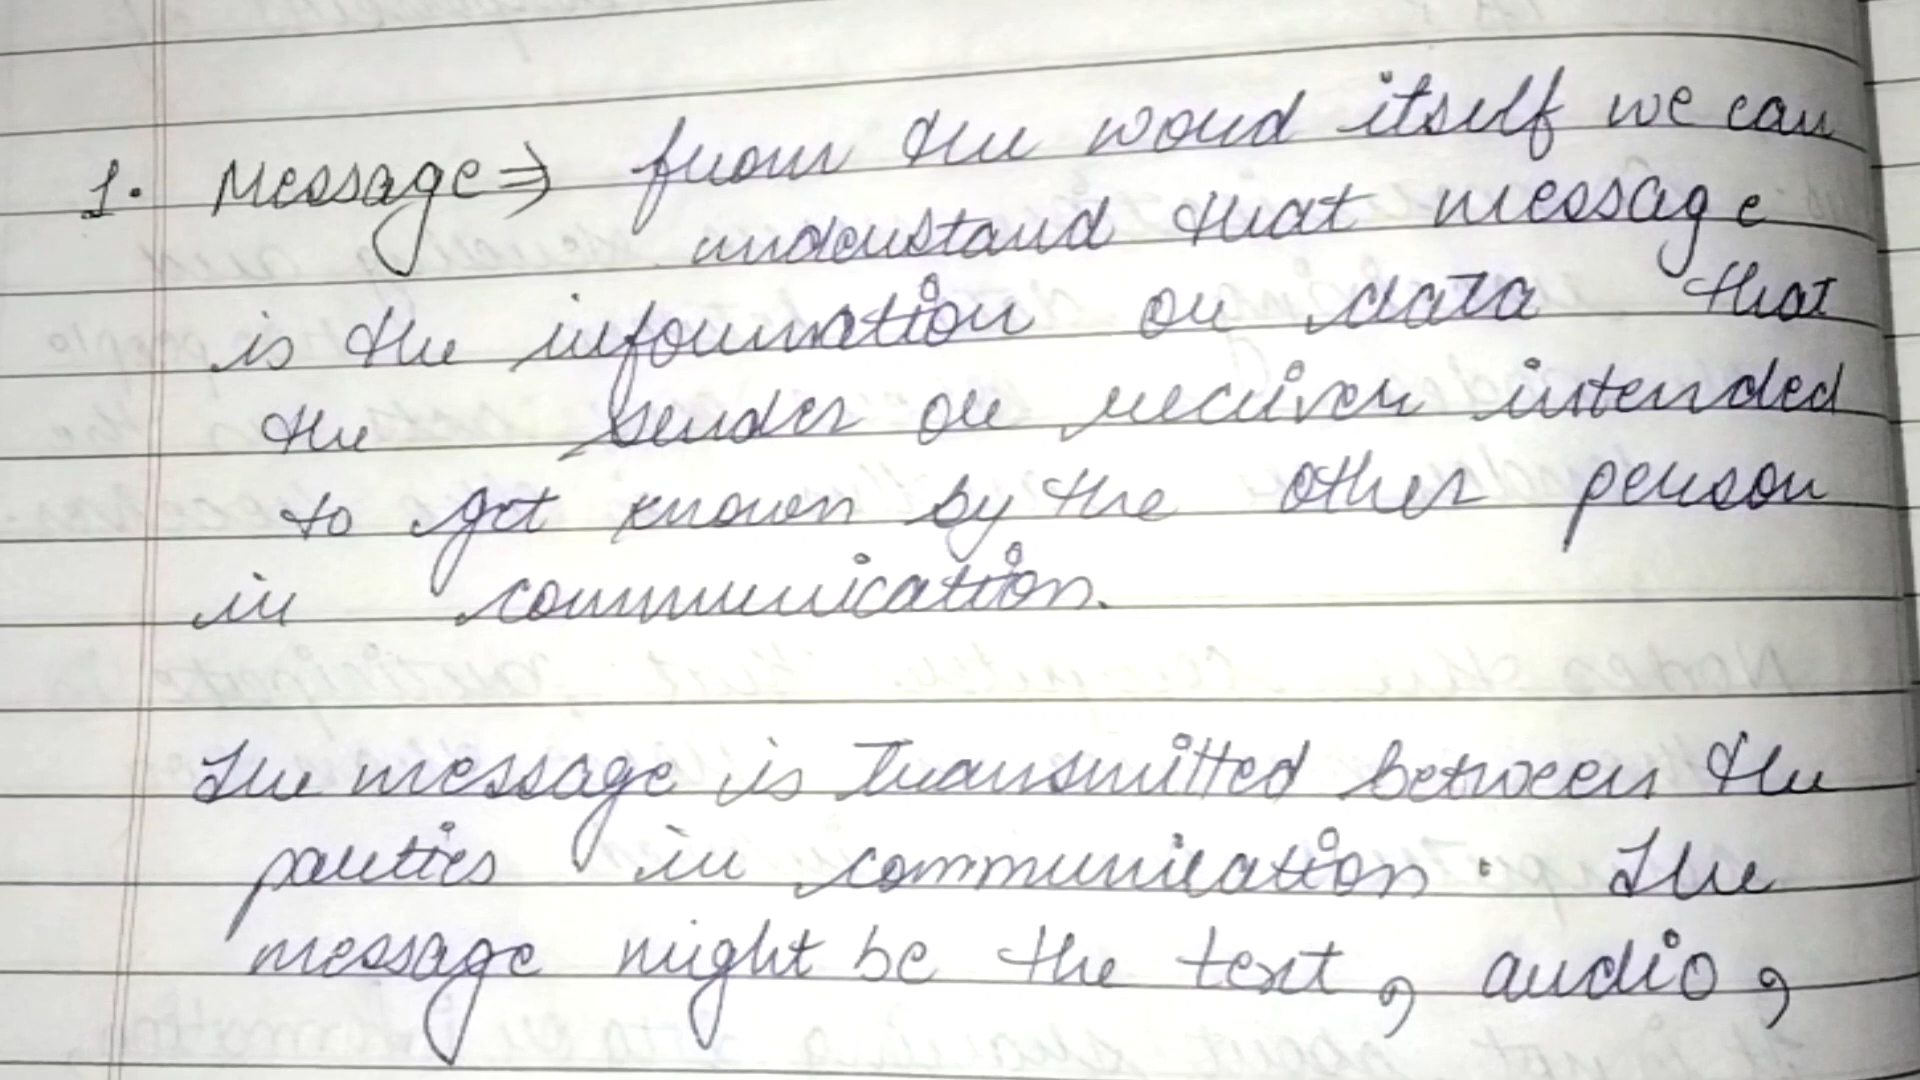 1. Message ⇒ from the word itself we can
understand that message
is the information or data that
the sender or reciver intended
to get known by the other person
in communication.
The message is Transmitted between the
parties in communication. The
message might be the text, audio,